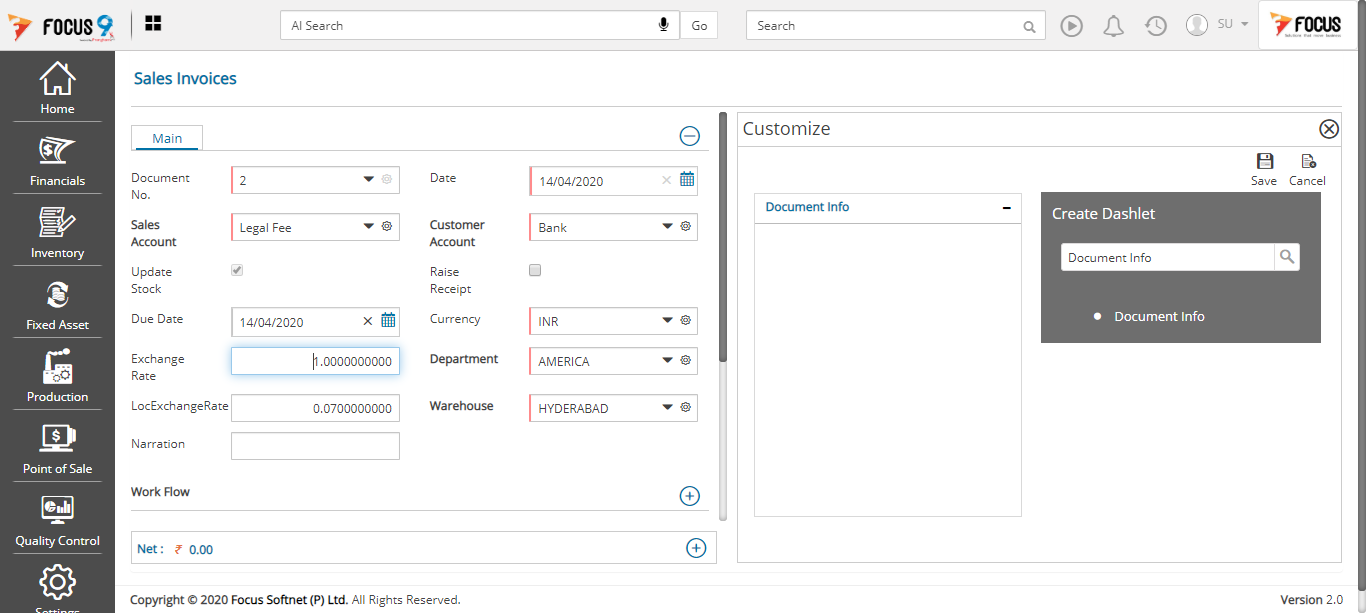 FOCUS 9
AI Search
Go
Search
SU
FOCUS
Home
Financials
Inventory
Fixed Asset
Production
Point of Sale
Quality Control
Settings
Sales Invoices
Main
Document No.
2
Date
14/04/2020
Sales Account
Legal Fee
Customer Account
Bank
Update Stock
Raise Receipt
Due Date
14/04/2020
Currency
INR
Exchange Rate
1.0000000000
Department
AMERICA
LocExchangeRate
0.0700000000
Warehouse
HYDERABAD
Narration
Work Flow
Net : ₹ 0.00
Customize
Save
Cancel
Document Info
Create Dashlet
Document Info
Document Info
Copyright © 2020 Focus Softnet (P) Ltd. All Rights Reserved.
Version 2.0